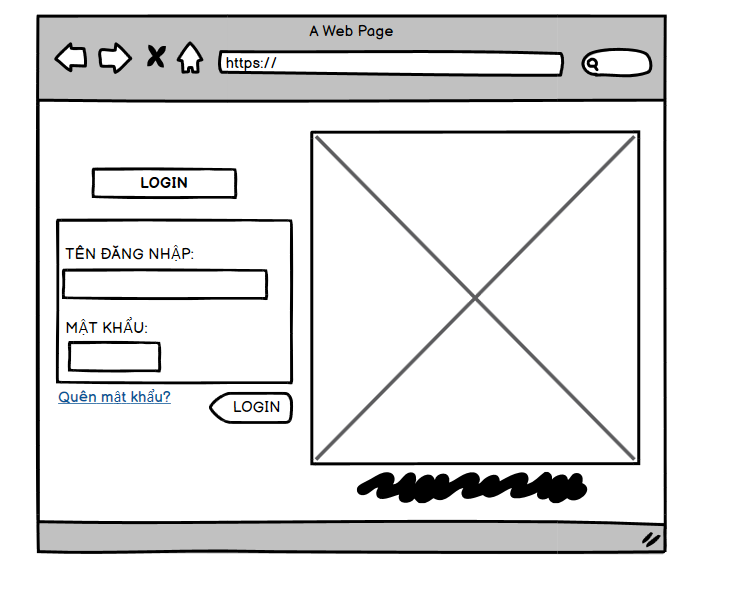 A Web Page
https://
LOGIN
TÊN ĐĂNG NHẬP:
MẬT KHẨU:
Quên mật khẩu?
LOGIN